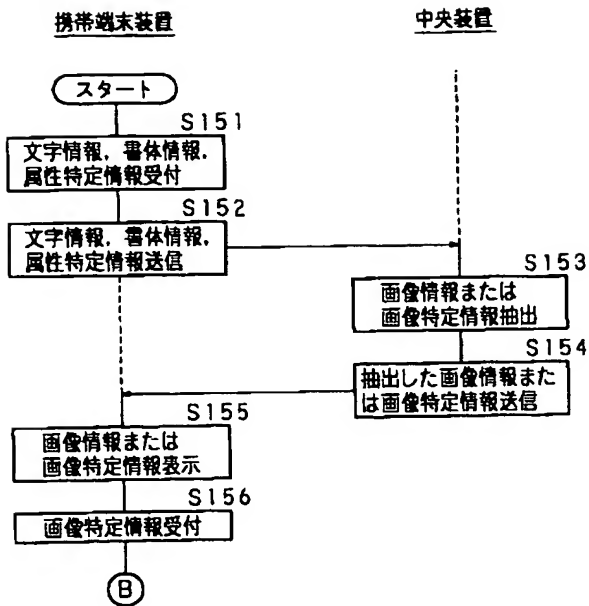 携帯端末装置
中央装置
スタート
S151
文字情報，書体情報，
属性特定情報受付
S152
文字情報，書体情報，
属性特定情報送信
S153
画像情報または
画像特定情報抽出
S154
抽出した画像情報また
は画像特定情報送信
S155
画像情報または
画像特定情報表示
S156
画像特定情報受付
B